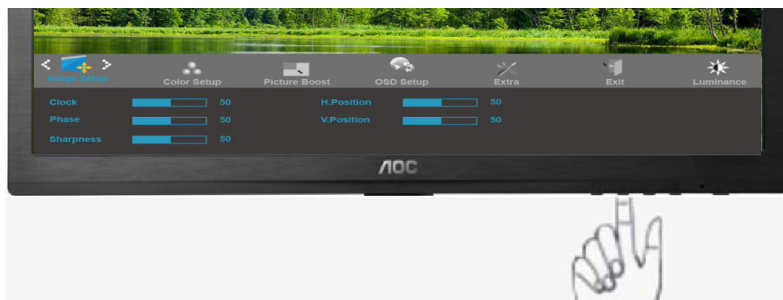 Image Setup Color Setup Picture Boost OSD Setup Extra Exit Luminance
Clock 50 H.Position 50
Phase 50 V.Position 50
Sharpness 50
AOC